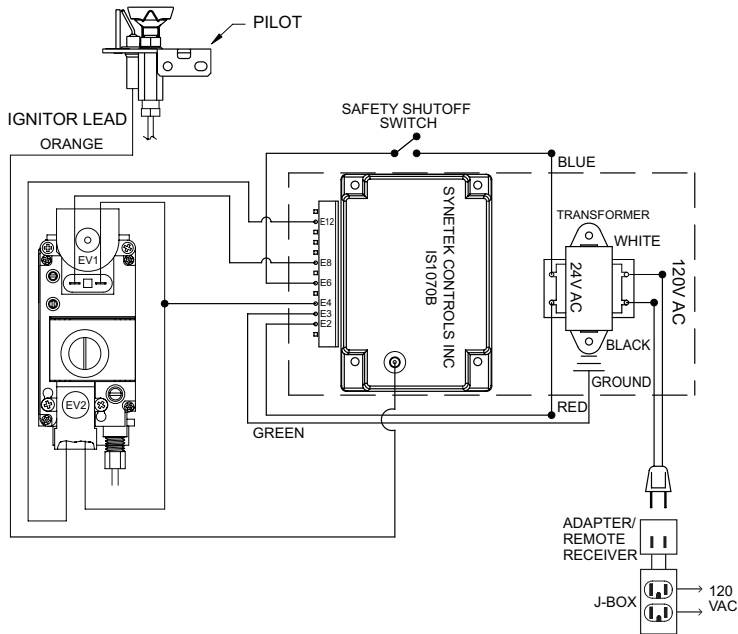 PILOT
IGNITOR LEAD
ORANGE
SAFETY SHUTOFF
SWITCH
BLUE
TRANSFORMER
WHITE
24V AC
120V AC
BLACK
GROUND
RED
GREEN
SYNETEK CONTROLS INC
IS1070B
E12
E8
E6
E4
E3
E2
EV1
EV2
ADAPTER/
REMOTE
RECEIVER
J-BOX
120
VAC